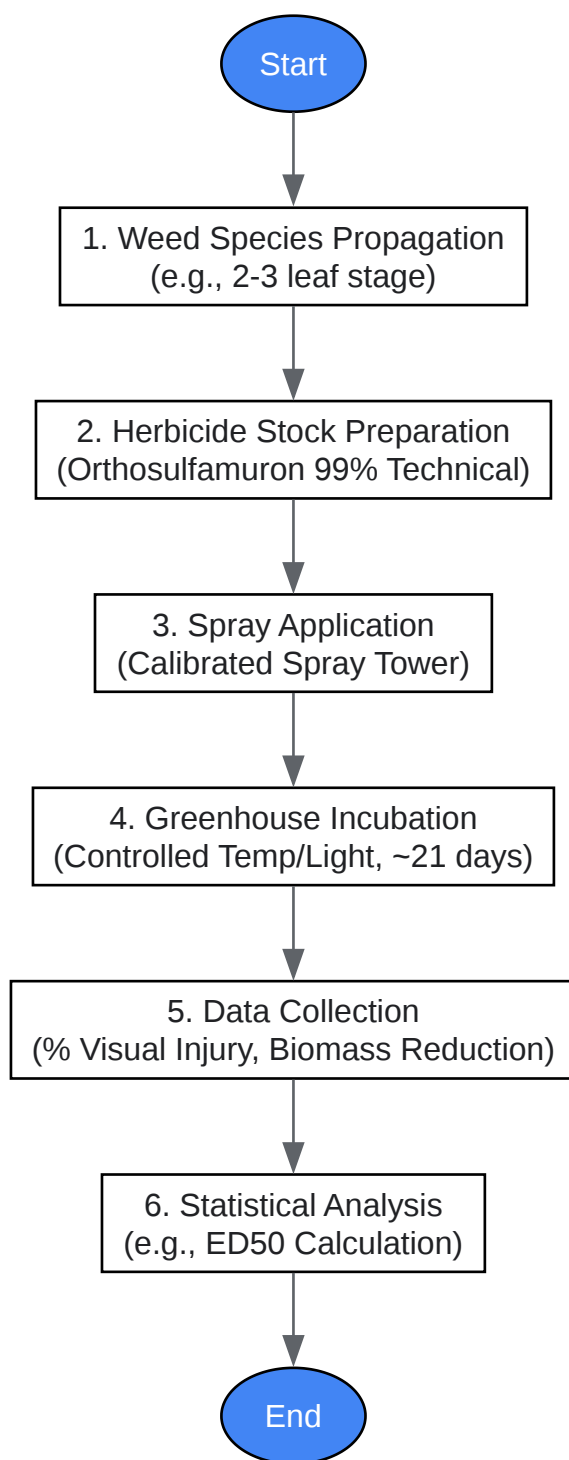 Start
1. Weed Species Propagation
(e.g., 2-3 leaf stage)
2. Herbicide Stock Preparation
(Orthosulfamuron 99% Technical)
3. Spray Application
(Calibrated Spray Tower)
4. Greenhouse Incubation
(Controlled Temp/Light, ~21 days)
5. Data Collection
(% Visual Injury, Biomass Reduction)
6. Statistical Analysis
(e.g., ED50 Calculation)
End